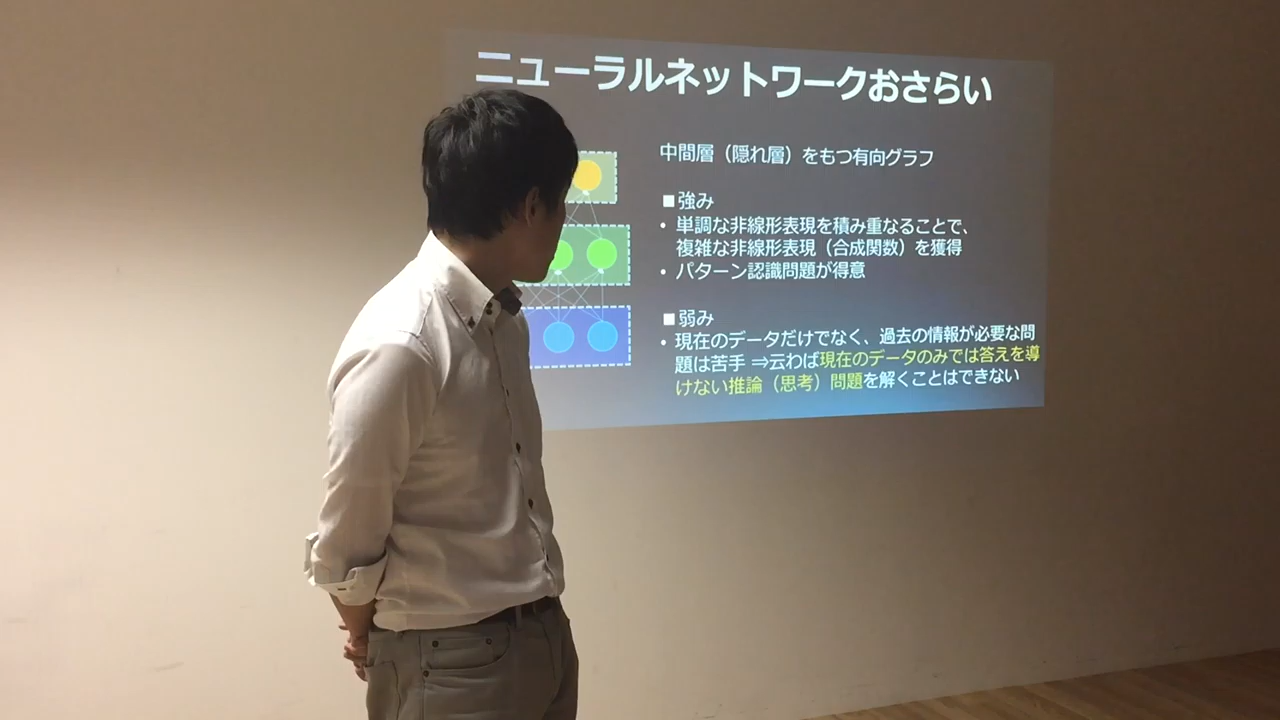 ニューラルネットワークおさらい
中間層（隠れ層）をもつ有向グラフ
■強み
• 単調な非線形表現を積み重なることで、
複雑な非線形表現（合成関数）を獲得
• パターン認識問題が得意
■弱み
• 現在のデータだけでなく、過去の情報が必要な問
題は苦手 ⇒云わば現在のデータのみでは答えを導
けない推論（思考）問題を解くことはできない